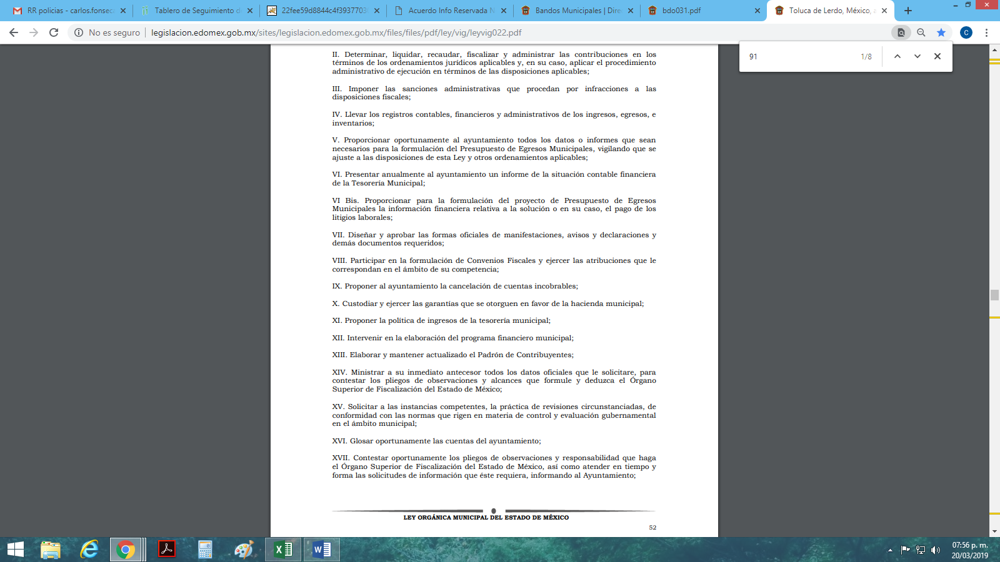 RR policias - carlos.fonseca
Tablero de Seguimiento d
22fee59d8844c4f3937703
Acuerdo Info Reservada N
Bandos Municipales | Dire
bdo031.pdf
Toluca de Lerdo, México, a
No es seguro
legislacion.edomex.gob.mx/sites/legislacion.edomex.gob.mx/files/files/pdf/ley/vig/leyvig022.pdf
C
91
1/8
II. Determinar, liquidar, recaudar, fiscalizar y administrar las contribuciones en los
términos de los ordenamientos jurídicos aplicables y, en su caso, aplicar el procedimiento
administrativo de ejecución en términos de las disposiciones aplicables;
III. Imponer las sanciones administrativas que procedan por infracciones a las
disposiciones fiscales;
IV. Llevar los registros contables, financieros y administrativos de los ingresos, egresos, e
inventarios;
V. Proporcionar oportunamente al ayuntamiento todos los datos o informes que sean
necesarios para la formulación del Presupuesto de Egresos Municipales, vigilando que se
ajuste a las disposiciones de esta Ley y otros ordenamientos aplicables;
VI. Presentar anualmente al ayuntamiento un informe de la situación contable financiera
de la Tesorería Municipal;
VI Bis. Proporcionar para la formulación del proyecto de Presupuesto de Egresos
Municipales la información financiera relativa a la solución o en su caso, el pago de los
litigios laborales;
VII. Diseñar y aprobar las formas oficiales de manifestaciones, avisos y declaraciones y
demás documentos requeridos;
VIII. Participar en la formulación de Convenios Fiscales y ejercer las atribuciones que le
correspondan en el ámbito de su competencia;
IX. Proponer al ayuntamiento la cancelación de cuentas incobrables;
X. Custodiar y ejercer las garantías que se otorguen en favor de la hacienda municipal;
XI. Proponer la política de ingresos de la tesorería municipal;
XII. Intervenir en la elaboración del programa financiero municipal;
XIII. Elaborar y mantener actualizado el Padrón de Contribuyentes;
XIV. Ministrar a su inmediato antecesor todos los datos oficiales que le solicitare, para
contestar los pliegos de observaciones y alcances que formule y deduzca el Órgano
Superior de Fiscalización del Estado de México;
XV. Solicitar a las instancias competentes, la práctica de revisiones circunstanciadas, de
conformidad con las normas que rigen en materia de control y evaluación gubernamental
en el ámbito municipal;
XVI. Glosar oportunamente las cuentas del ayuntamiento;
XVII. Contestar oportunamente los pliegos de observaciones y responsabilidad que haga
el Órgano Superior de Fiscalización del Estado de México, así como atender en tiempo y
forma las solicitudes de información que éste requiera, informando al Ayuntamiento;
LEY ORGÁNICA MUNICIPAL DEL ESTADO DE MÉXICO
52
07:56 p. m.
20/03/2019